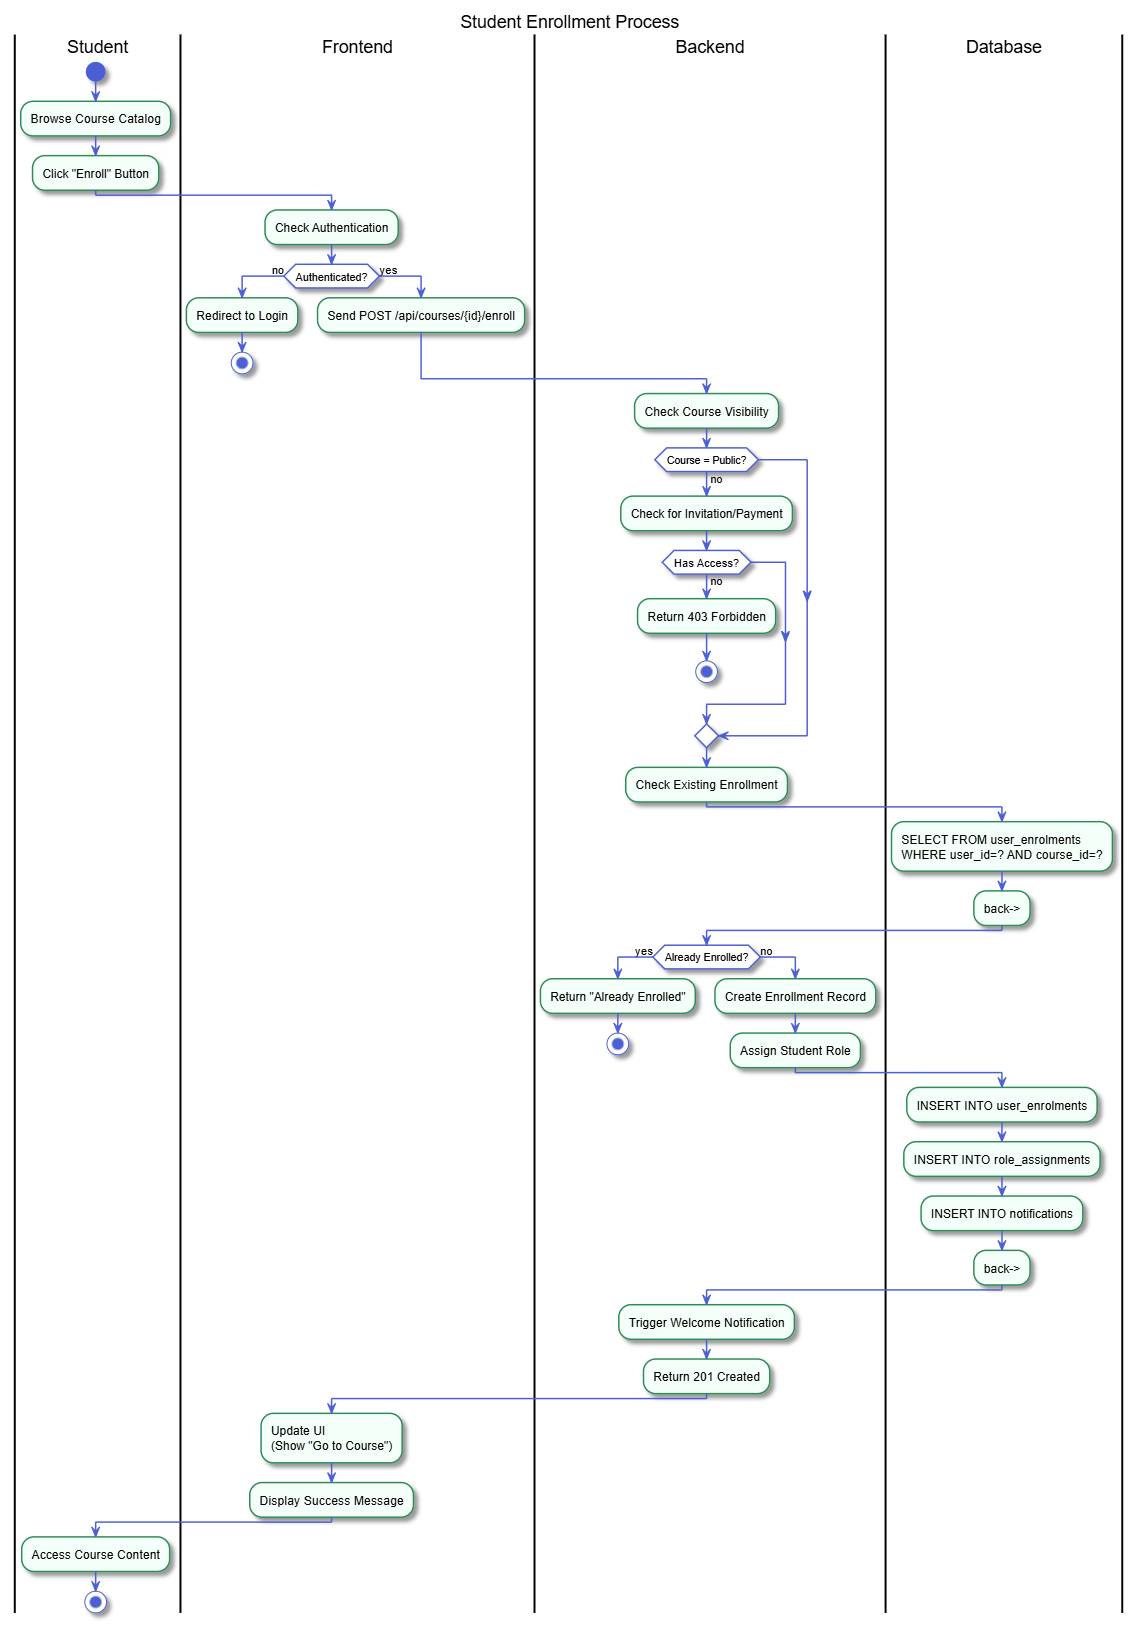 Student Enrollment Process
Student
Frontend
Backend
Database
Browse Course Catalog
Click "Enroll" Button
Check Authentication
no
Authenticated?
yes
Redirect to Login
Send POST /api/courses/{id}/enroll
Check Course Visibility
Course = Public?
no
Check for Invitation/Payment
Has Access?
no
Return 403 Forbidden
Check Existing Enrollment
SELECT FROM user_enrolments
WHERE user_id=? AND course_id=?
back->
yes
Already Enrolled?
no
Return "Already Enrolled"
Create Enrollment Record
Assign Student Role
INSERT INTO user_enrolments
INSERT INTO role_assignments
INSERT INTO notifications
back->
Trigger Welcome Notification
Return 201 Created
Update UI
(Show "Go to Course")
Display Success Message
Access Course Content